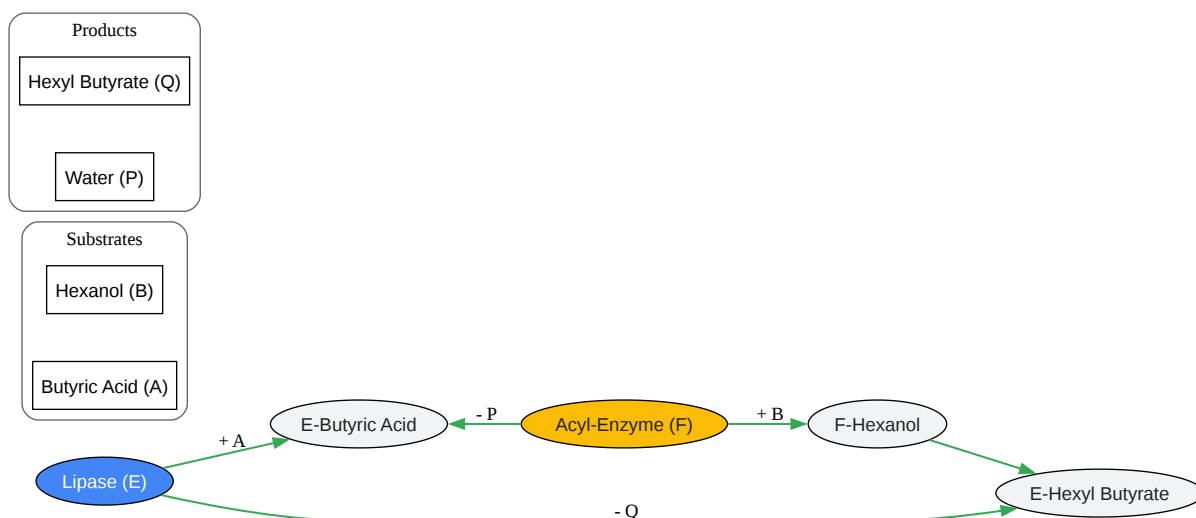 Products
Hexyl Butyrate (Q)
Water (P)
Substrates
Hexanol (B)
Butyric Acid (A)
E-Butyric Acid
- P
Acyl-Enzyme (F)
+ B
F-Hexanol
+ A
Lipase (E)
E-Hexyl Butyrate
- Q